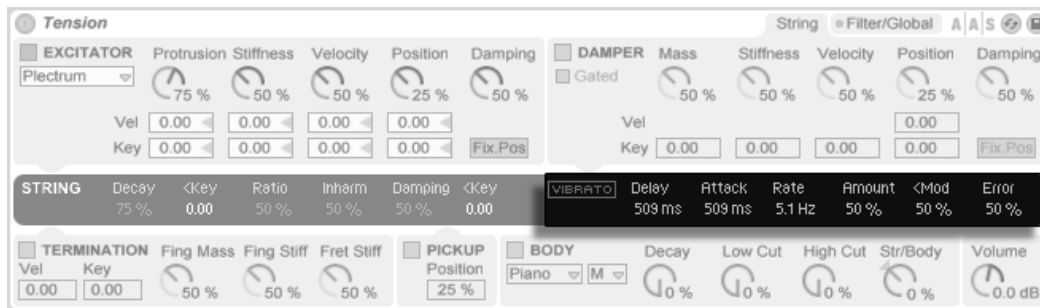 Tension String Filter/Global A A S
EXCITATOR Protrusion Stiffness Velocity Position Damping
Plectrum 75 % 50 % 50 % 25 % 50 %
Vel 0.00 0.00 0.00 0.00
Key 0.00 0.00 0.00 0.00 Fix.Pos
DAMPER Mass Stiffness Velocity Position Damping
Gated 50 % 50 % 50 % 25 % 50 %
Vel 0.00
Key 0.00 0.00 0.00 0.00 Fix.Pos
STRING Decay <Key Ratio Inharm Damping <Key
75 % 0.00 50 % 50 % 50 % 0.00
VIBRATO Delay Attack Rate Amount <Mod Error
509 ms 509 ms 5.1 Hz 50 % 50 % 50 %
TERMINATION Fing Mass Fing Stiff Fret Stiff
Vel Key
0.00 0.00 50 % 50 % 50 %
PICKUP
Position
25 %
BODY Decay Low Cut High Cut Str/Body Volume
Piano M 0 % 0 % 0 % 0 % 0.0 dB